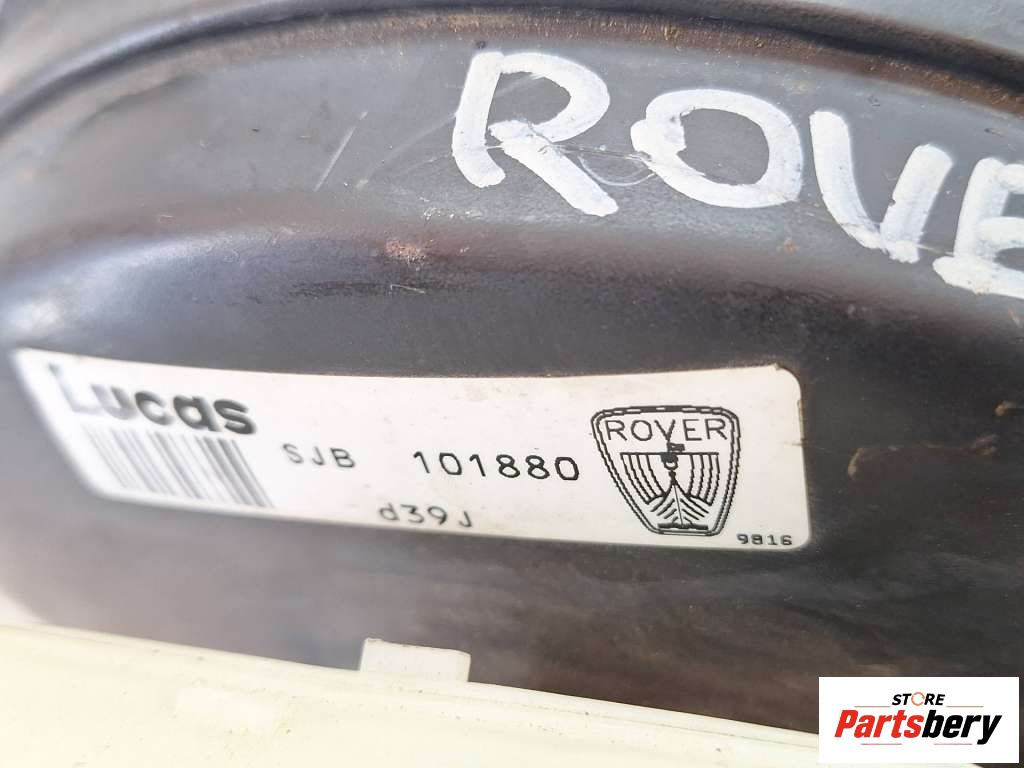 ROVE
Lucas
SJB 101880
d39J
ROVER
9816
STORE
Partsbery